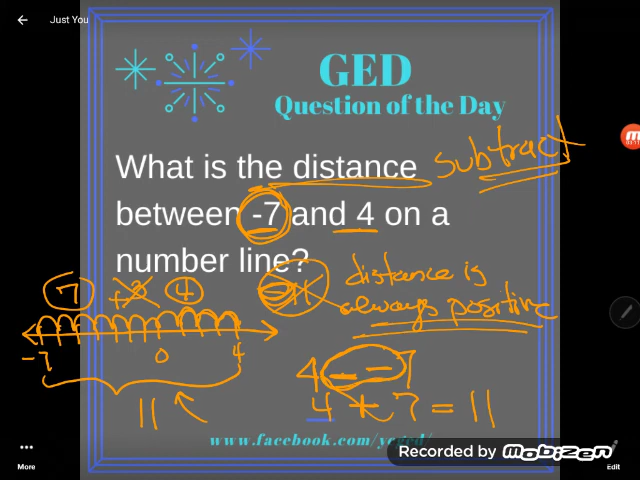 Just You
GED
Question of the Day
What is the distance
subtract
between -7 and 4 on a
number line?
distance is
always positive
7 4
-7 0 4
11
4 - - 7
4 + 7 = 11
www.facebook.com/ycged/
Recorded by mobizen
More
Edit